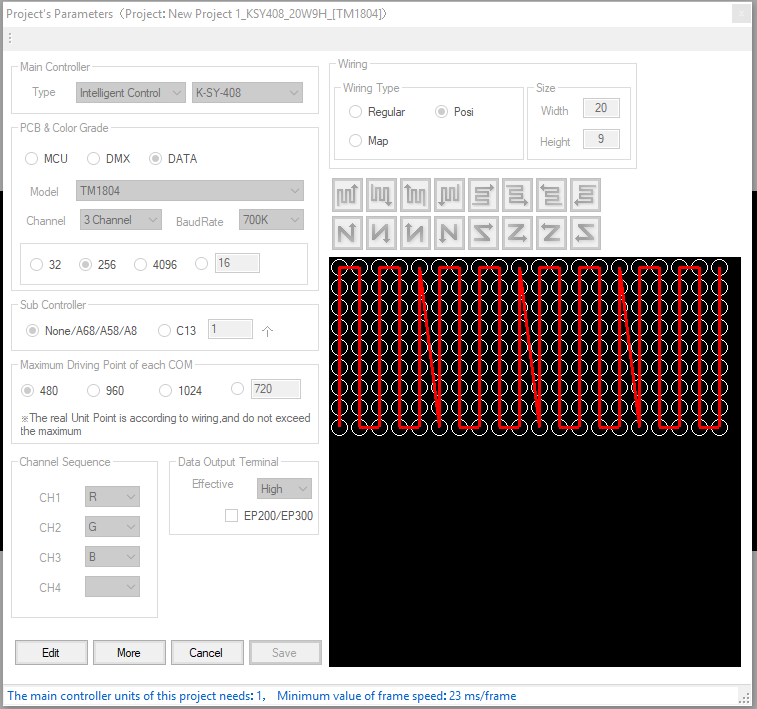 Project's Parameters（Project: New Project 1_KSY408_20W9H_[TM1804]）
Main Controller
Type Intelligent Control K-SY-408
PCB & Color Grade
MCU DMX DATA
Model TM1804
Channel 3 Channel BaudRate 700K
32 256 4096 16
Sub Controller
None/A68/A58/A8 C13 1
Maximum Driving Point of each COM
480 960 1024 720
※The real Unit Point is according to wiring,and do not exceed
the maximum
Channel Sequence
CH1 R
CH2 G
CH3 B
CH4
Data Output Terminal
Effective High
EP200/EP300
Wiring
Wiring Type
Regular Posi
Map
Size
Width 20
Height 9
Edit More Cancel Save
The main controller units of this project needs: 1， Minimum value of frame speed: 23 ms/frame